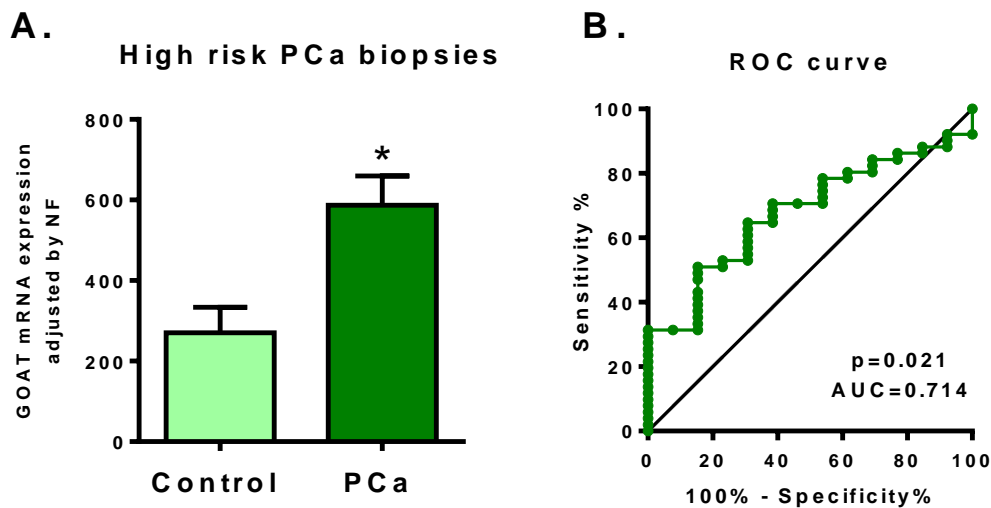 A.
High risk PCa biopsies
GOAT mRNA expression
adjusted by NF
800
600
400
200
0
*
Control
PCa
B.
ROC curve
Sensitivity %
100
80
60
40
20
0
p=0.021
AUC=0.714
0 20 40 60 80 100
100% - Specificity%